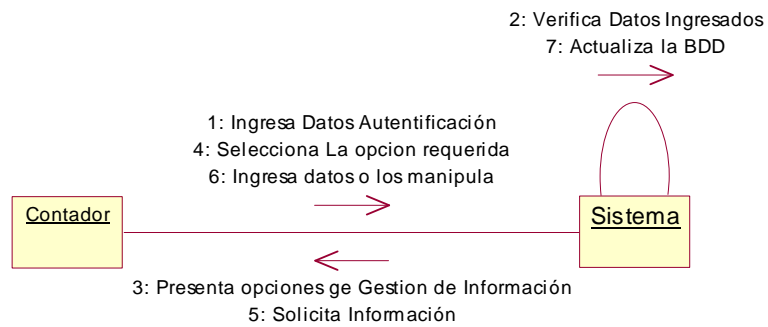 2: Verifica Datos Ingresados
7: Actualiza la BDD
1: Ingresa Datos Autentificación
4: Selecciona La opcion requerida
6: Ingresa datos o los manipula
Contador
Sistema
3: Presenta opciones ge Gestion de Información
5: Solicita Información